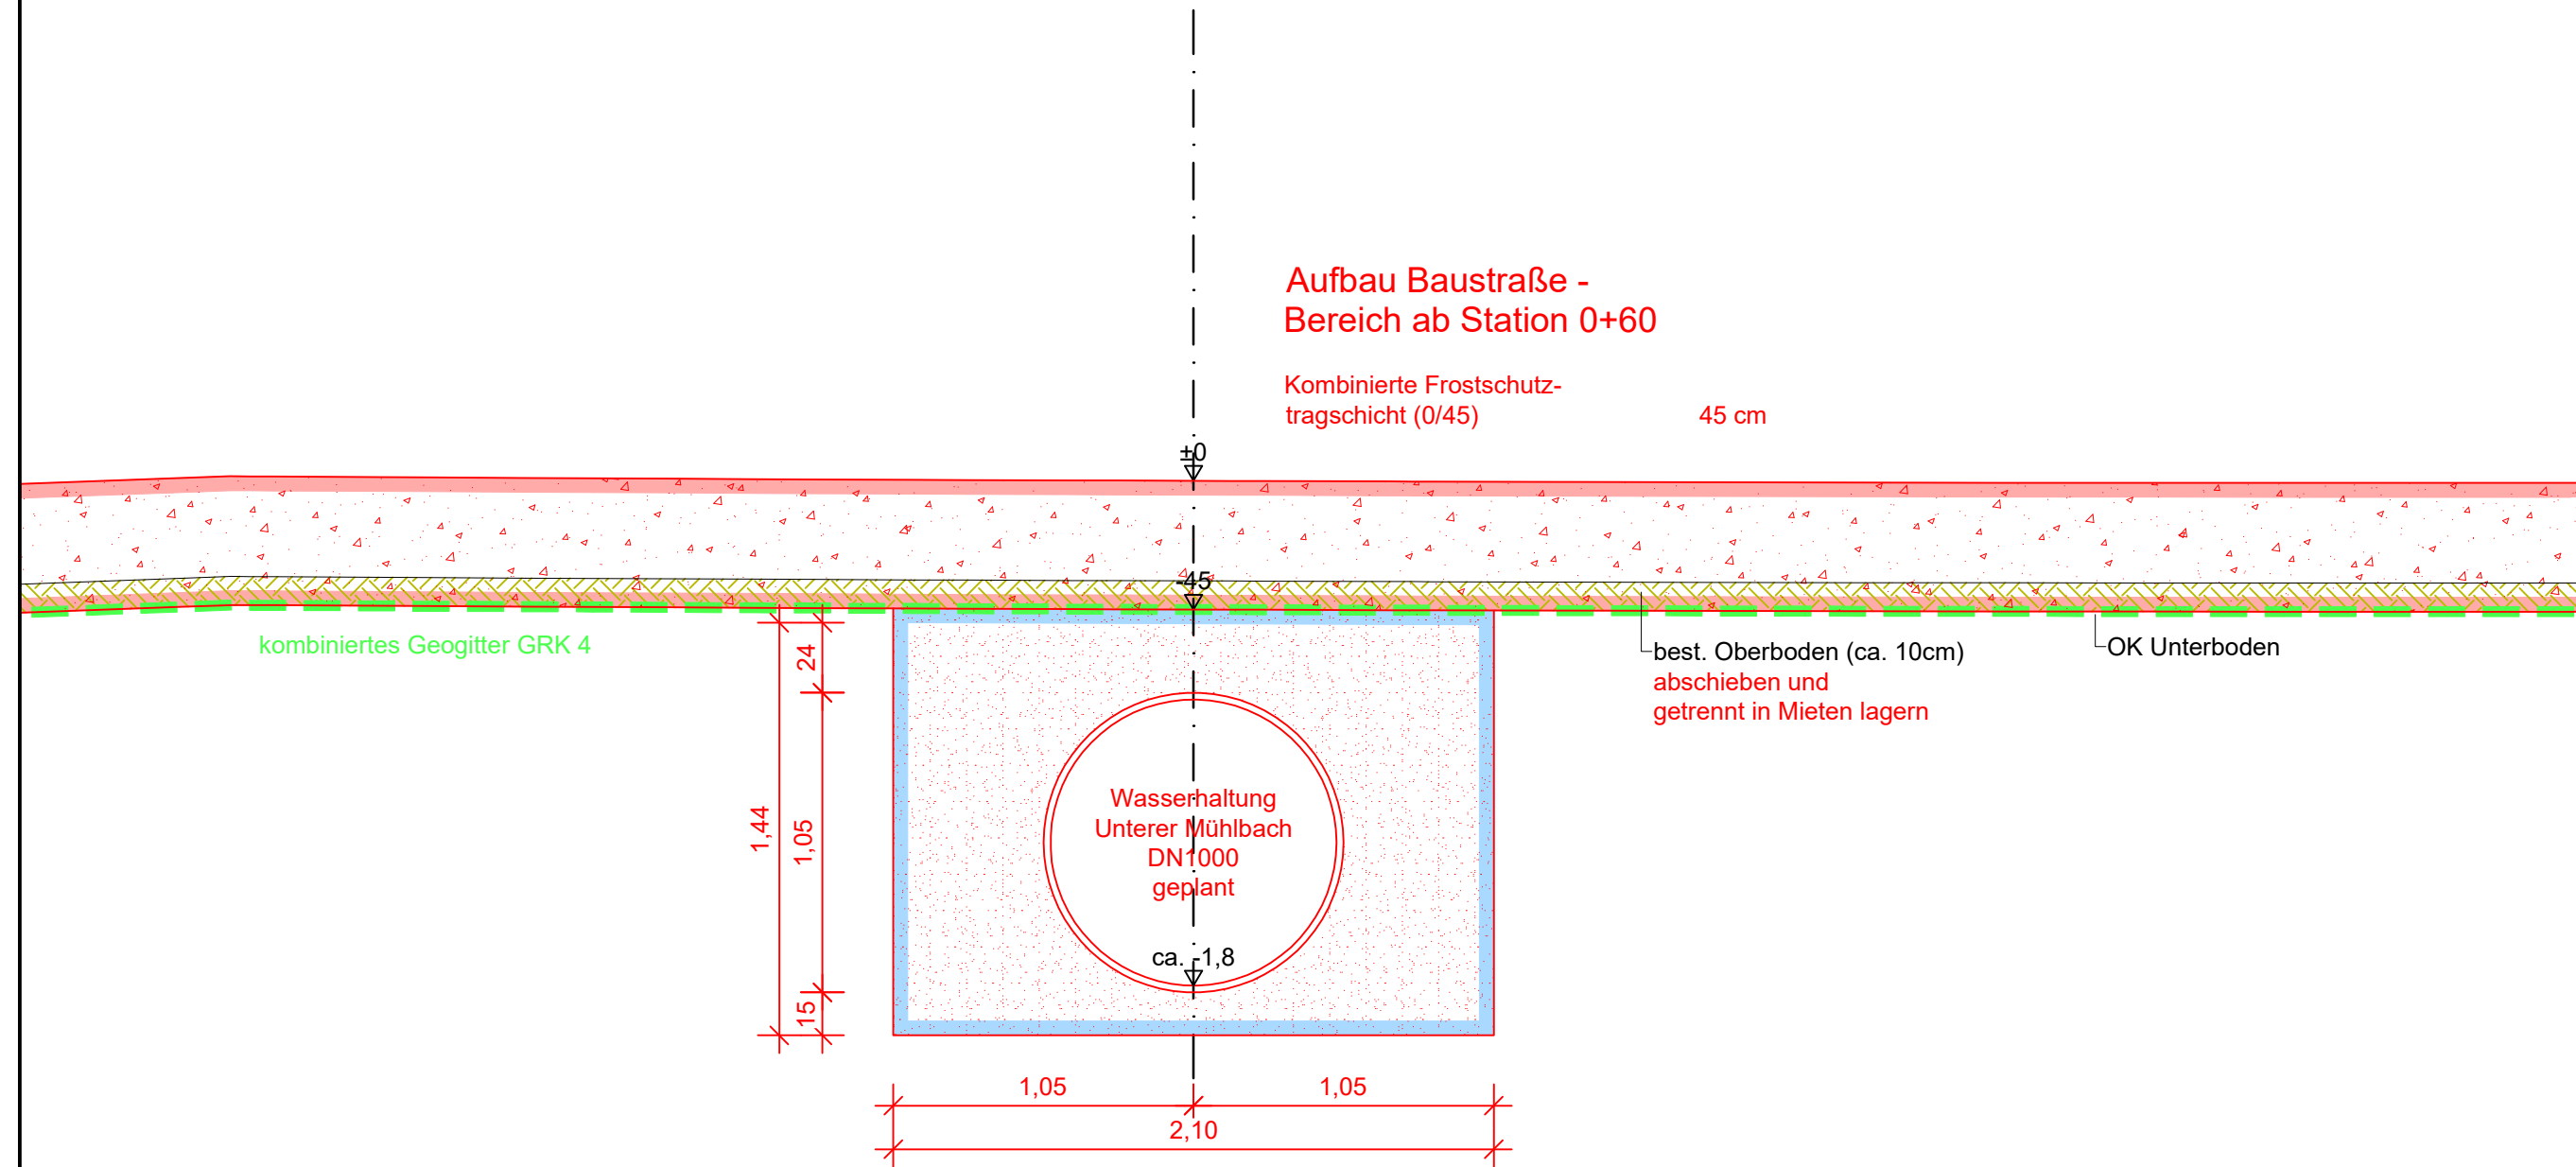 Aufbau Baustraße -
Bereich ab Station 0+60
Kombinierte Frostschutz-
tragschicht (0/45) 45 cm
±0
-45
kombiniertes Geogitter GRK 4
best. Oberboden (ca. 10cm)
abschieben und
getrennt in Mieten lagern
OK Unterboden
24
1,44
1,05
15
Wasserhaltung
Unterer Mühlbach
DN1000
geplant
ca. -1,8
1,05 1,05
2,10